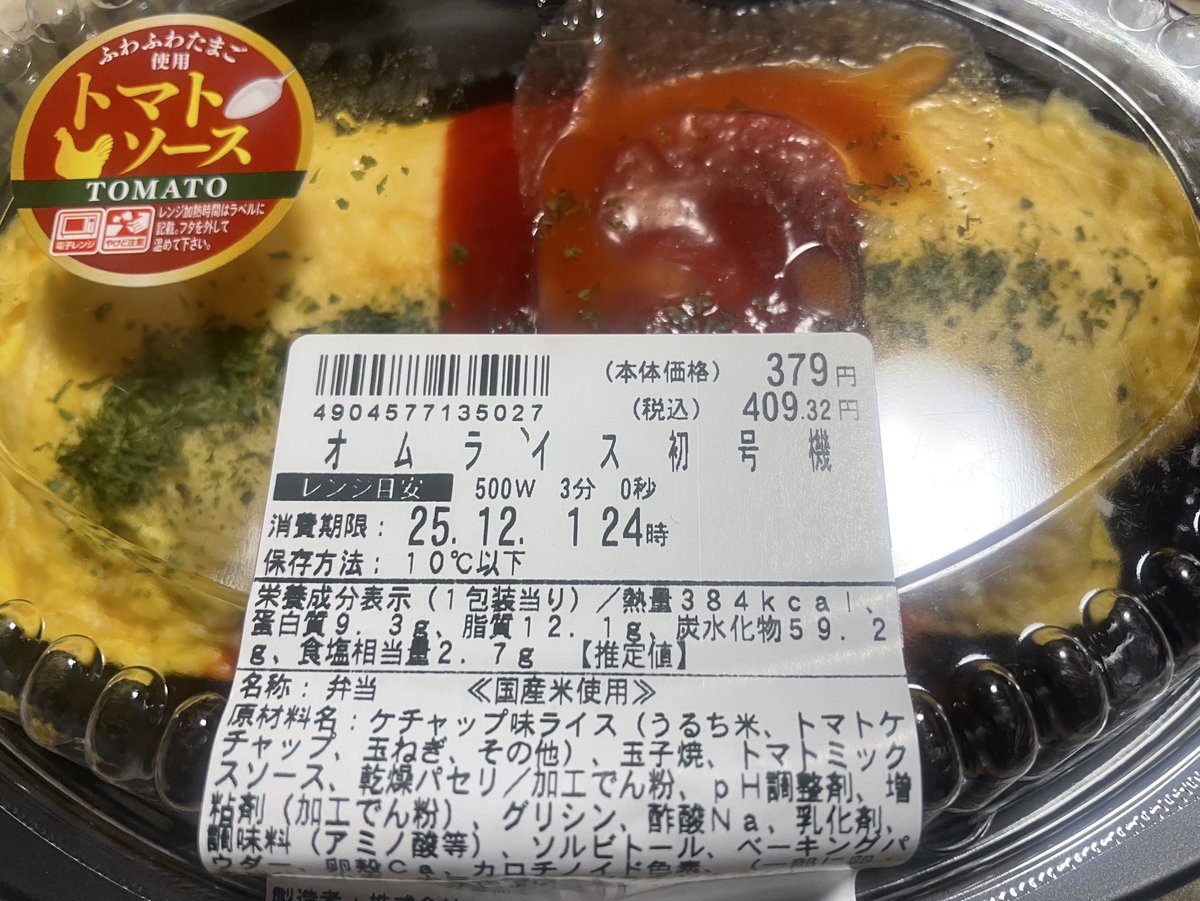 ふわふわたまご
使用
トマト
ソース
TOMATO
電子レンジ
やけど注意
レンジ加熱時間はラベルに
記載。フタを外して
温めて下さい。
(本体価格) 379円
4904577135027 (税込) 409.32円
オムライス初号機
レンジ目安 500W 3分 0秒
消費期限: 25.12. 1 24時
保存方法: 10℃以下
栄養成分表示(1包装当り)/熱量384kcal、
蛋白質9.3g、脂質12.1g、炭水化物59.2
g、食塩相当量2.7g 【推定値】
名称: 弁当 《国産米使用》
原材料名:ケチャップ味ライス(うるち米、トマトケ
チャップ、玉ねぎ、その他)、玉子焼、トマトミック
スソース、乾燥パセリ/加工でん粉、pH調整剤、増
粘剤(加工でん粉)、グリシン、酢酸Na、乳化剤、
調味料(アミノ酸等)、ソルビトール、ベーキングパ
ウダー、卵殻Ca、カロチノイド色素、(一部に卵
製造者:株式会社